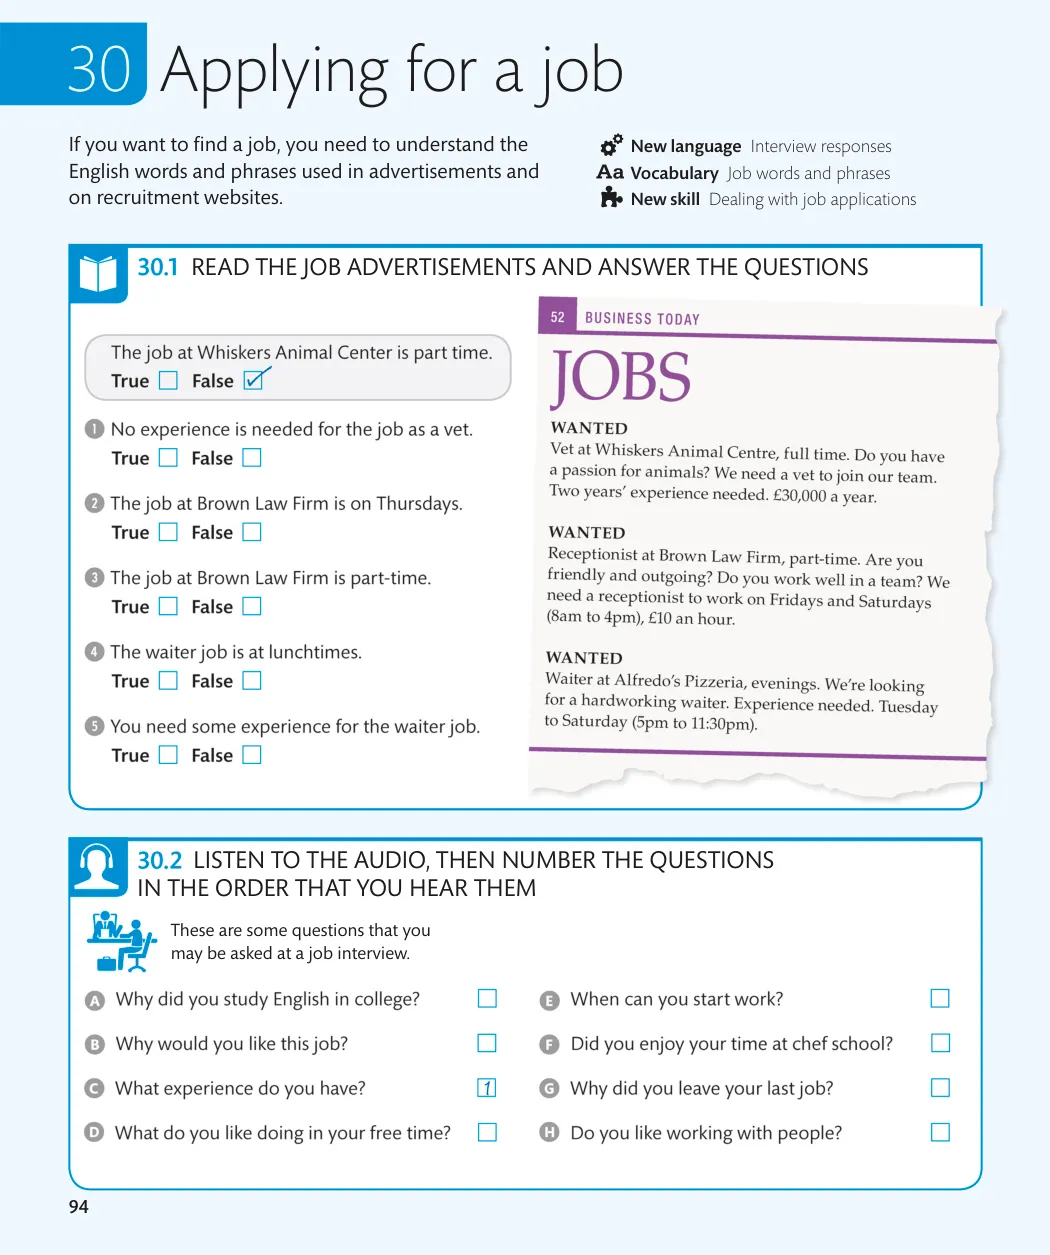 30 Applying for a job
If you want to find a job, you need to understand the
English words and phrases used in advertisements and
on recruitment websites.
New language Interview responses
Aa Vocabulary Job words and phrases
New skill Dealing with job applications
30.1 READ THE JOB ADVERTISEMENTS AND ANSWER THE QUESTIONS
The job at Whiskers Animal Center is part time.
True False
1 No experience is needed for the job as a vet.
True False
2 The job at Brown Law Firm is on Thursdays.
True False
3 The job at Brown Law Firm is part-time.
True False
4 The waiter job is at lunchtimes.
True False
5 You need some experience for the waiter job.
True False
52 BUSINESS TODAY
JOBS
WANTED
Vet at Whiskers Animal Centre, full time. Do you have
a passion for animals? We need a vet to join our team.
Two years’ experience needed. £30,000 a year.
WANTED
Receptionist at Brown Law Firm, part-time. Are you
friendly and outgoing? Do you work well in a team? We
need a receptionist to work on Fridays and Saturdays
(8am to 4pm), £10 an hour.
WANTED
Waiter at Alfredo’s Pizzeria, evenings. We’re looking
for a hardworking waiter. Experience needed. Tuesday
to Saturday (5pm to 11:30pm).
30.2 LISTEN TO THE AUDIO, THEN NUMBER THE QUESTIONS
IN THE ORDER THAT YOU HEAR THEM
These are some questions that you
may be asked at a job interview.
A Why did you study English in college?
B Why would you like this job?
C What experience do you have? 1
D What do you like doing in your free time?
E When can you start work?
F Did you enjoy your time at chef school?
G Why did you leave your last job?
H Do you like working with people?
94